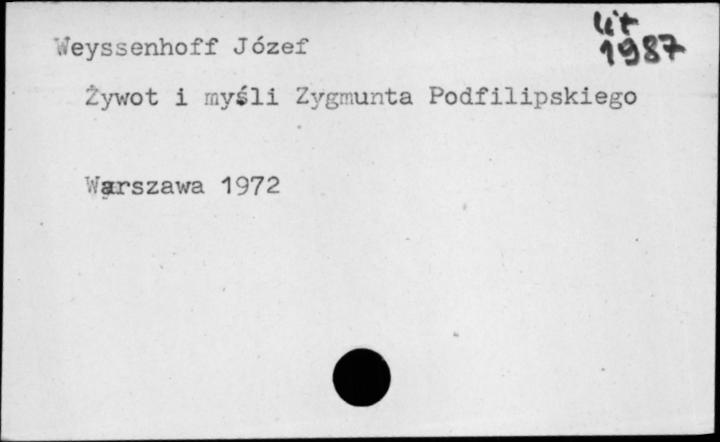 lit
1987
Weyssenhoff Józef
Żywot i myśli Zygmunta Podfilipskiego
Warszawa 1972